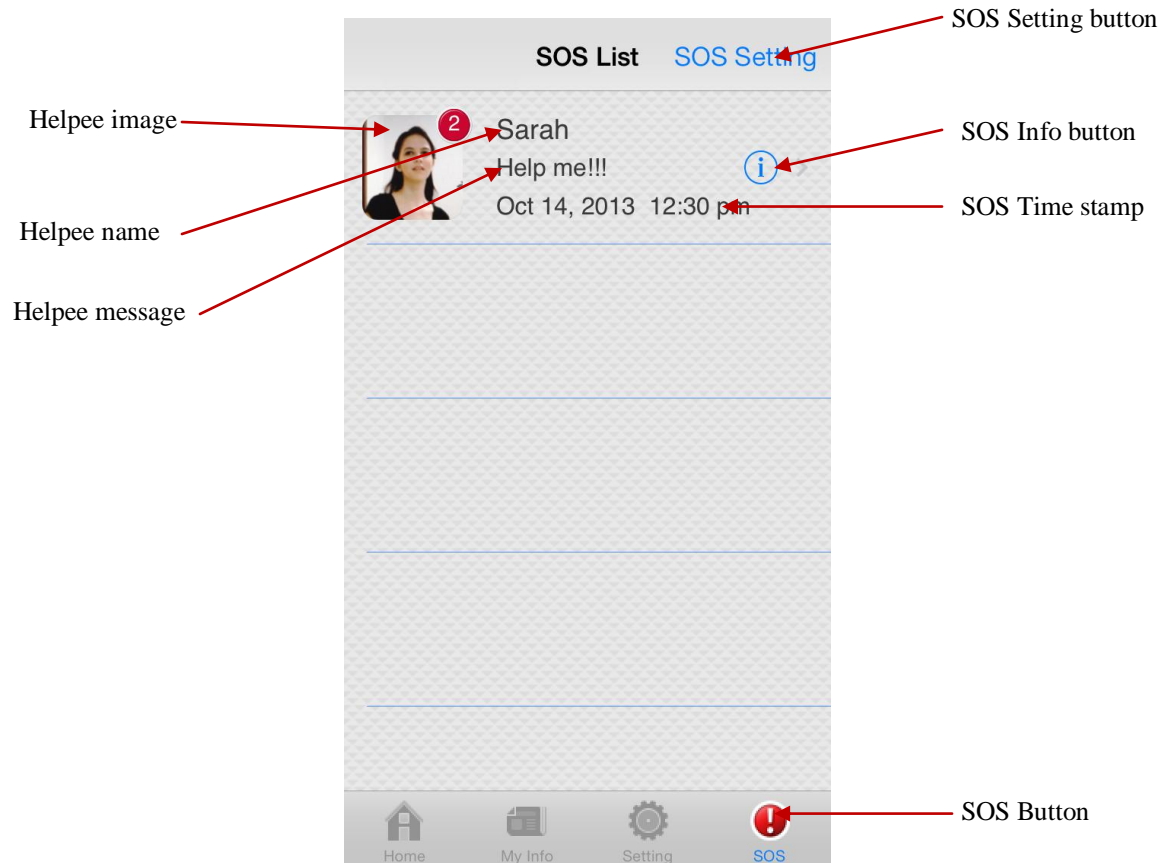 SOS Setting button
SOS List SOS Setting
Helpee image
2
Sarah
SOS Info button
Help me!!!
i
Oct 14, 2013 12:30 pm
SOS Time stamp
Helpee name
Helpee message
SOS Button
!
Home My Info Setting SOS